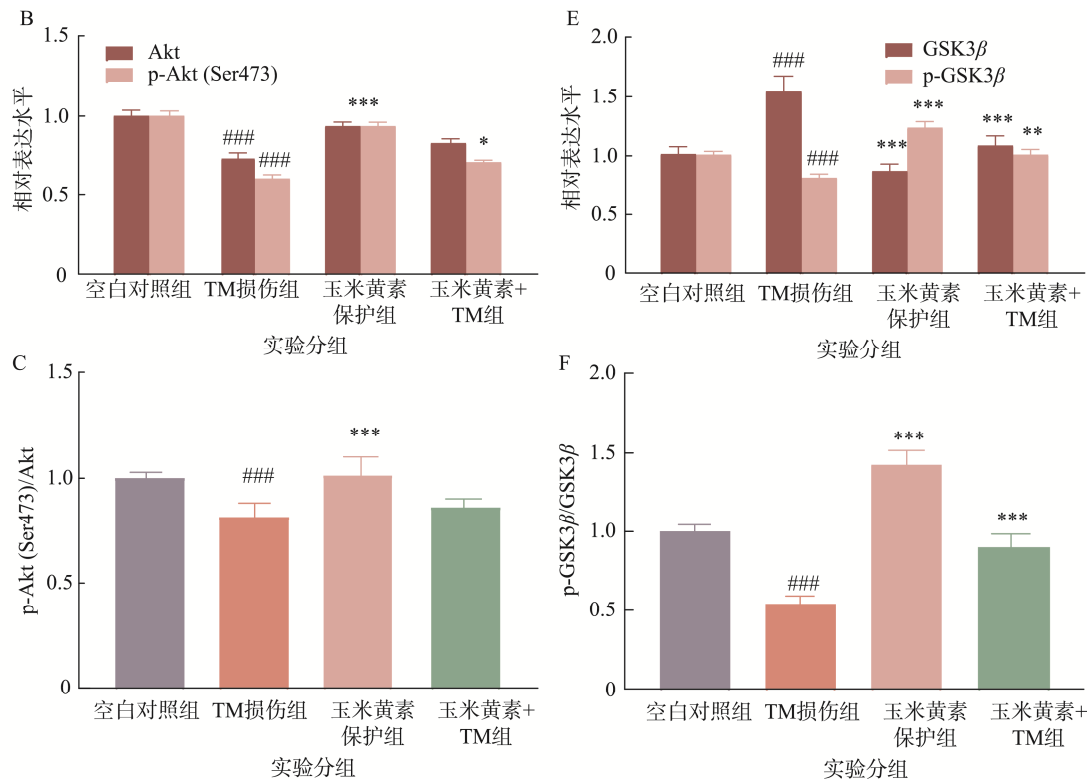 B
1.5
1.0
0.5
0
相对表达水平
Akt
p-Akt (Ser473)
###
###
***
*
空白对照组
TM损伤组
玉米黄素
保护组
玉米黄素+
TM组
实验分组
E
2.0
1.5
1.0
0.5
0
相对表达水平
GSK3β
p-GSK3β
###
###
***
***
***
**
空白对照组
TM损伤组
玉米黄素
保护组
玉米黄素+
TM组
实验分组
C
1.5
1.0
0.5
0
p-Akt (Ser473)/Akt
###
***
空白对照组
TM损伤组
玉米黄素
保护组
玉米黄素+
TM组
实验分组
F
2.0
1.5
1.0
0.5
0
p-GSK3β/GSK3β
###
***
***
空白对照组
TM损伤组
玉米黄素
保护组
玉米黄素+
TM组
实验分组